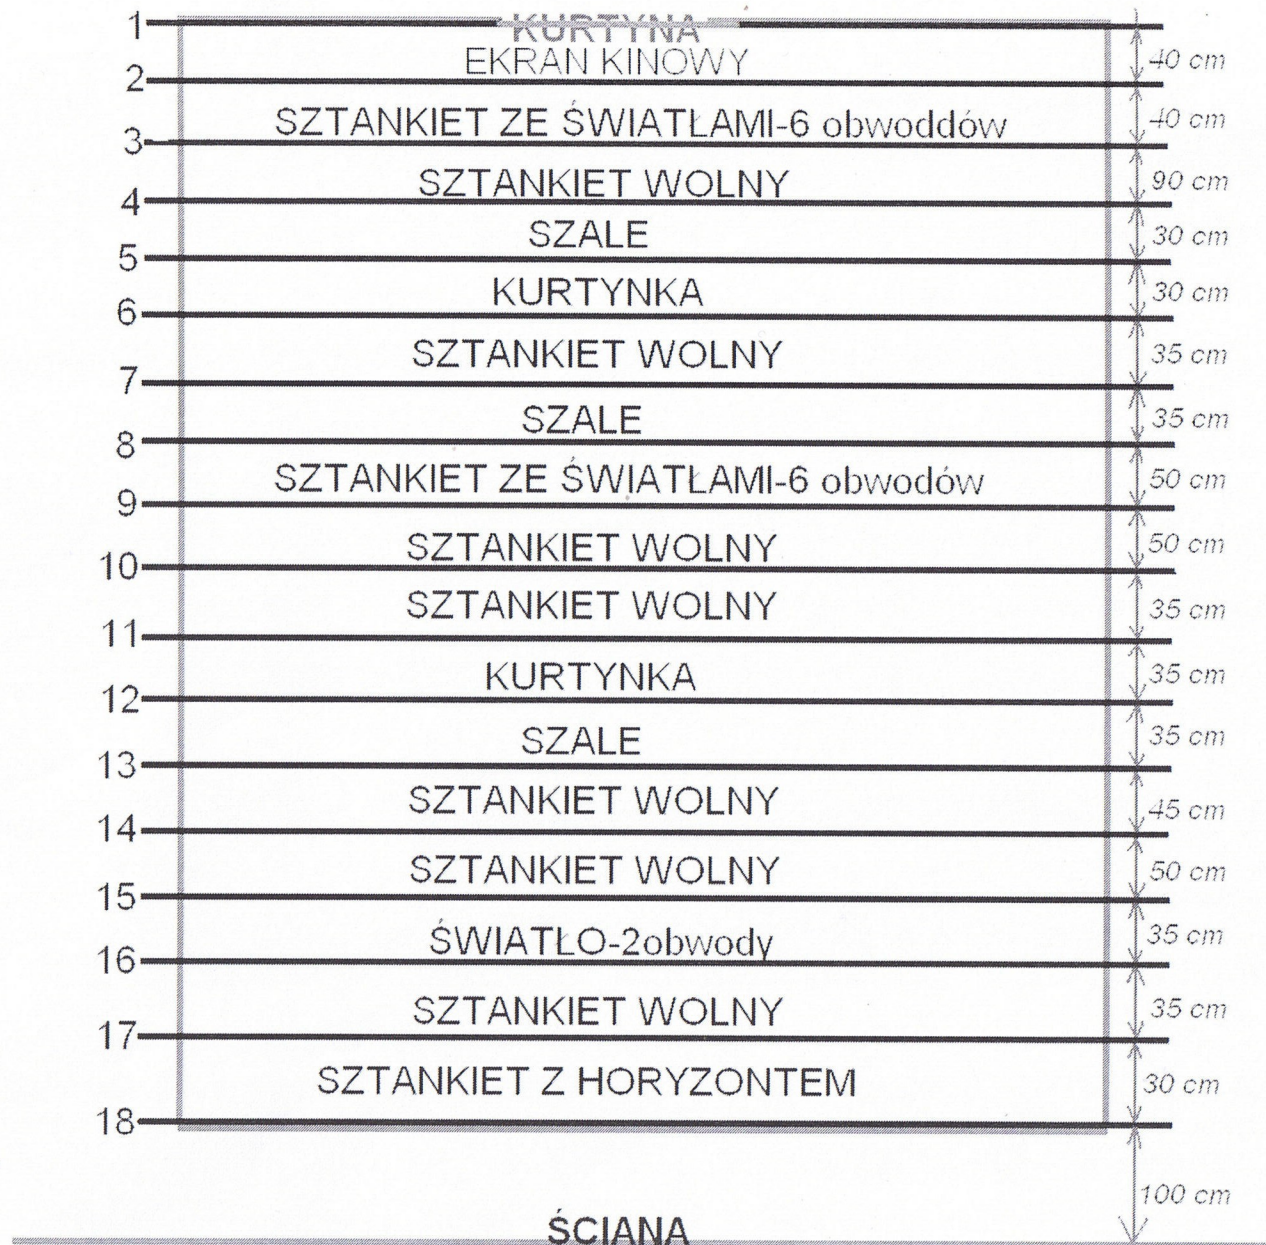 1 KURTYNA
EKRAN KINOWY 40 cm
2
SZTANKIET ZE ŚWIATŁAMI-6 obwoddów 40 cm
3
SZTANKIET WOLNY 90 cm
4
SZALE 30 cm
5
KURTYNKA 30 cm
6
SZTANKIET WOLNY 35 cm
7
SZALE 35 cm
8
SZTANKIET ZE ŚWIATŁAMI-6 obwodów 50 cm
9
SZTANKIET WOLNY 50 cm
10
SZTANKIET WOLNY 35 cm
11
KURTYNKA 35 cm
12
SZALE 35 cm
13
SZTANKIET WOLNY 45 cm
14
SZTANKIET WOLNY 50 cm
15
ŚWIATŁO-2obwody 35 cm
16
SZTANKIET WOLNY 35 cm
17
SZTANKIET Z HORYZONTEM 30 cm
18
100 cm
ŚCIANA